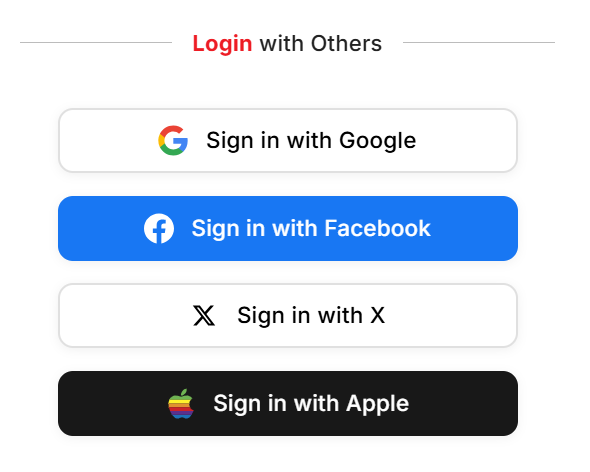 Login with Others
Sign in with Google
Sign in with Facebook
Sign in with X
Sign in with Apple